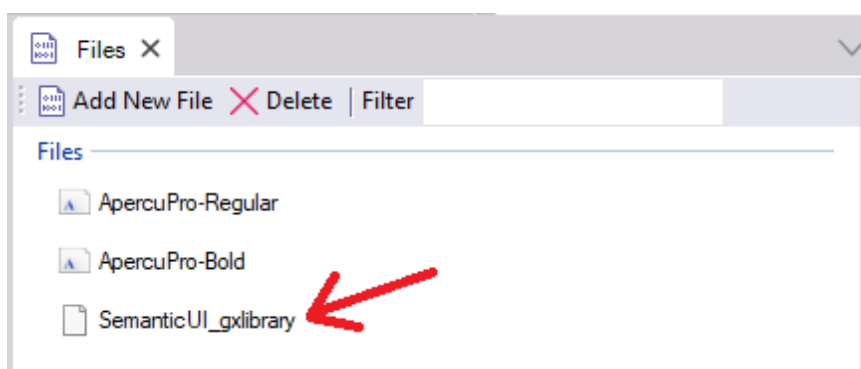 Files
Add New File Delete Filter
Files
ApercuPro-Regular
ApercuPro-Bold
SemanticUI_gxlibrary